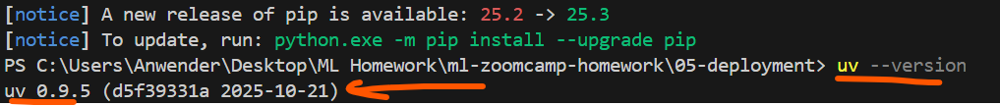 [notice] A new release of pip is available: 25.2 -> 25.3
[notice] To update, run: python.exe -m pip install --upgrade pip
PS C:\Users\Anwender\Desktop\ML Homework\ml-zoomcamp-homework\05-deployment> uv --version
uv 0.9.5 (d5f39331a 2025-10-21)